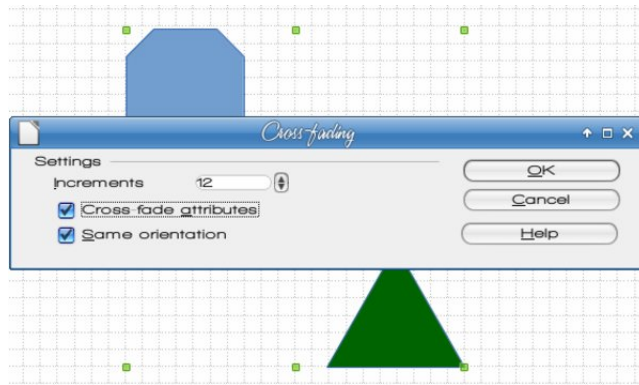 Cross-fading
Settings
Increments 12
Cross-fade attributes
Same orientation
OK
Cancel
Help